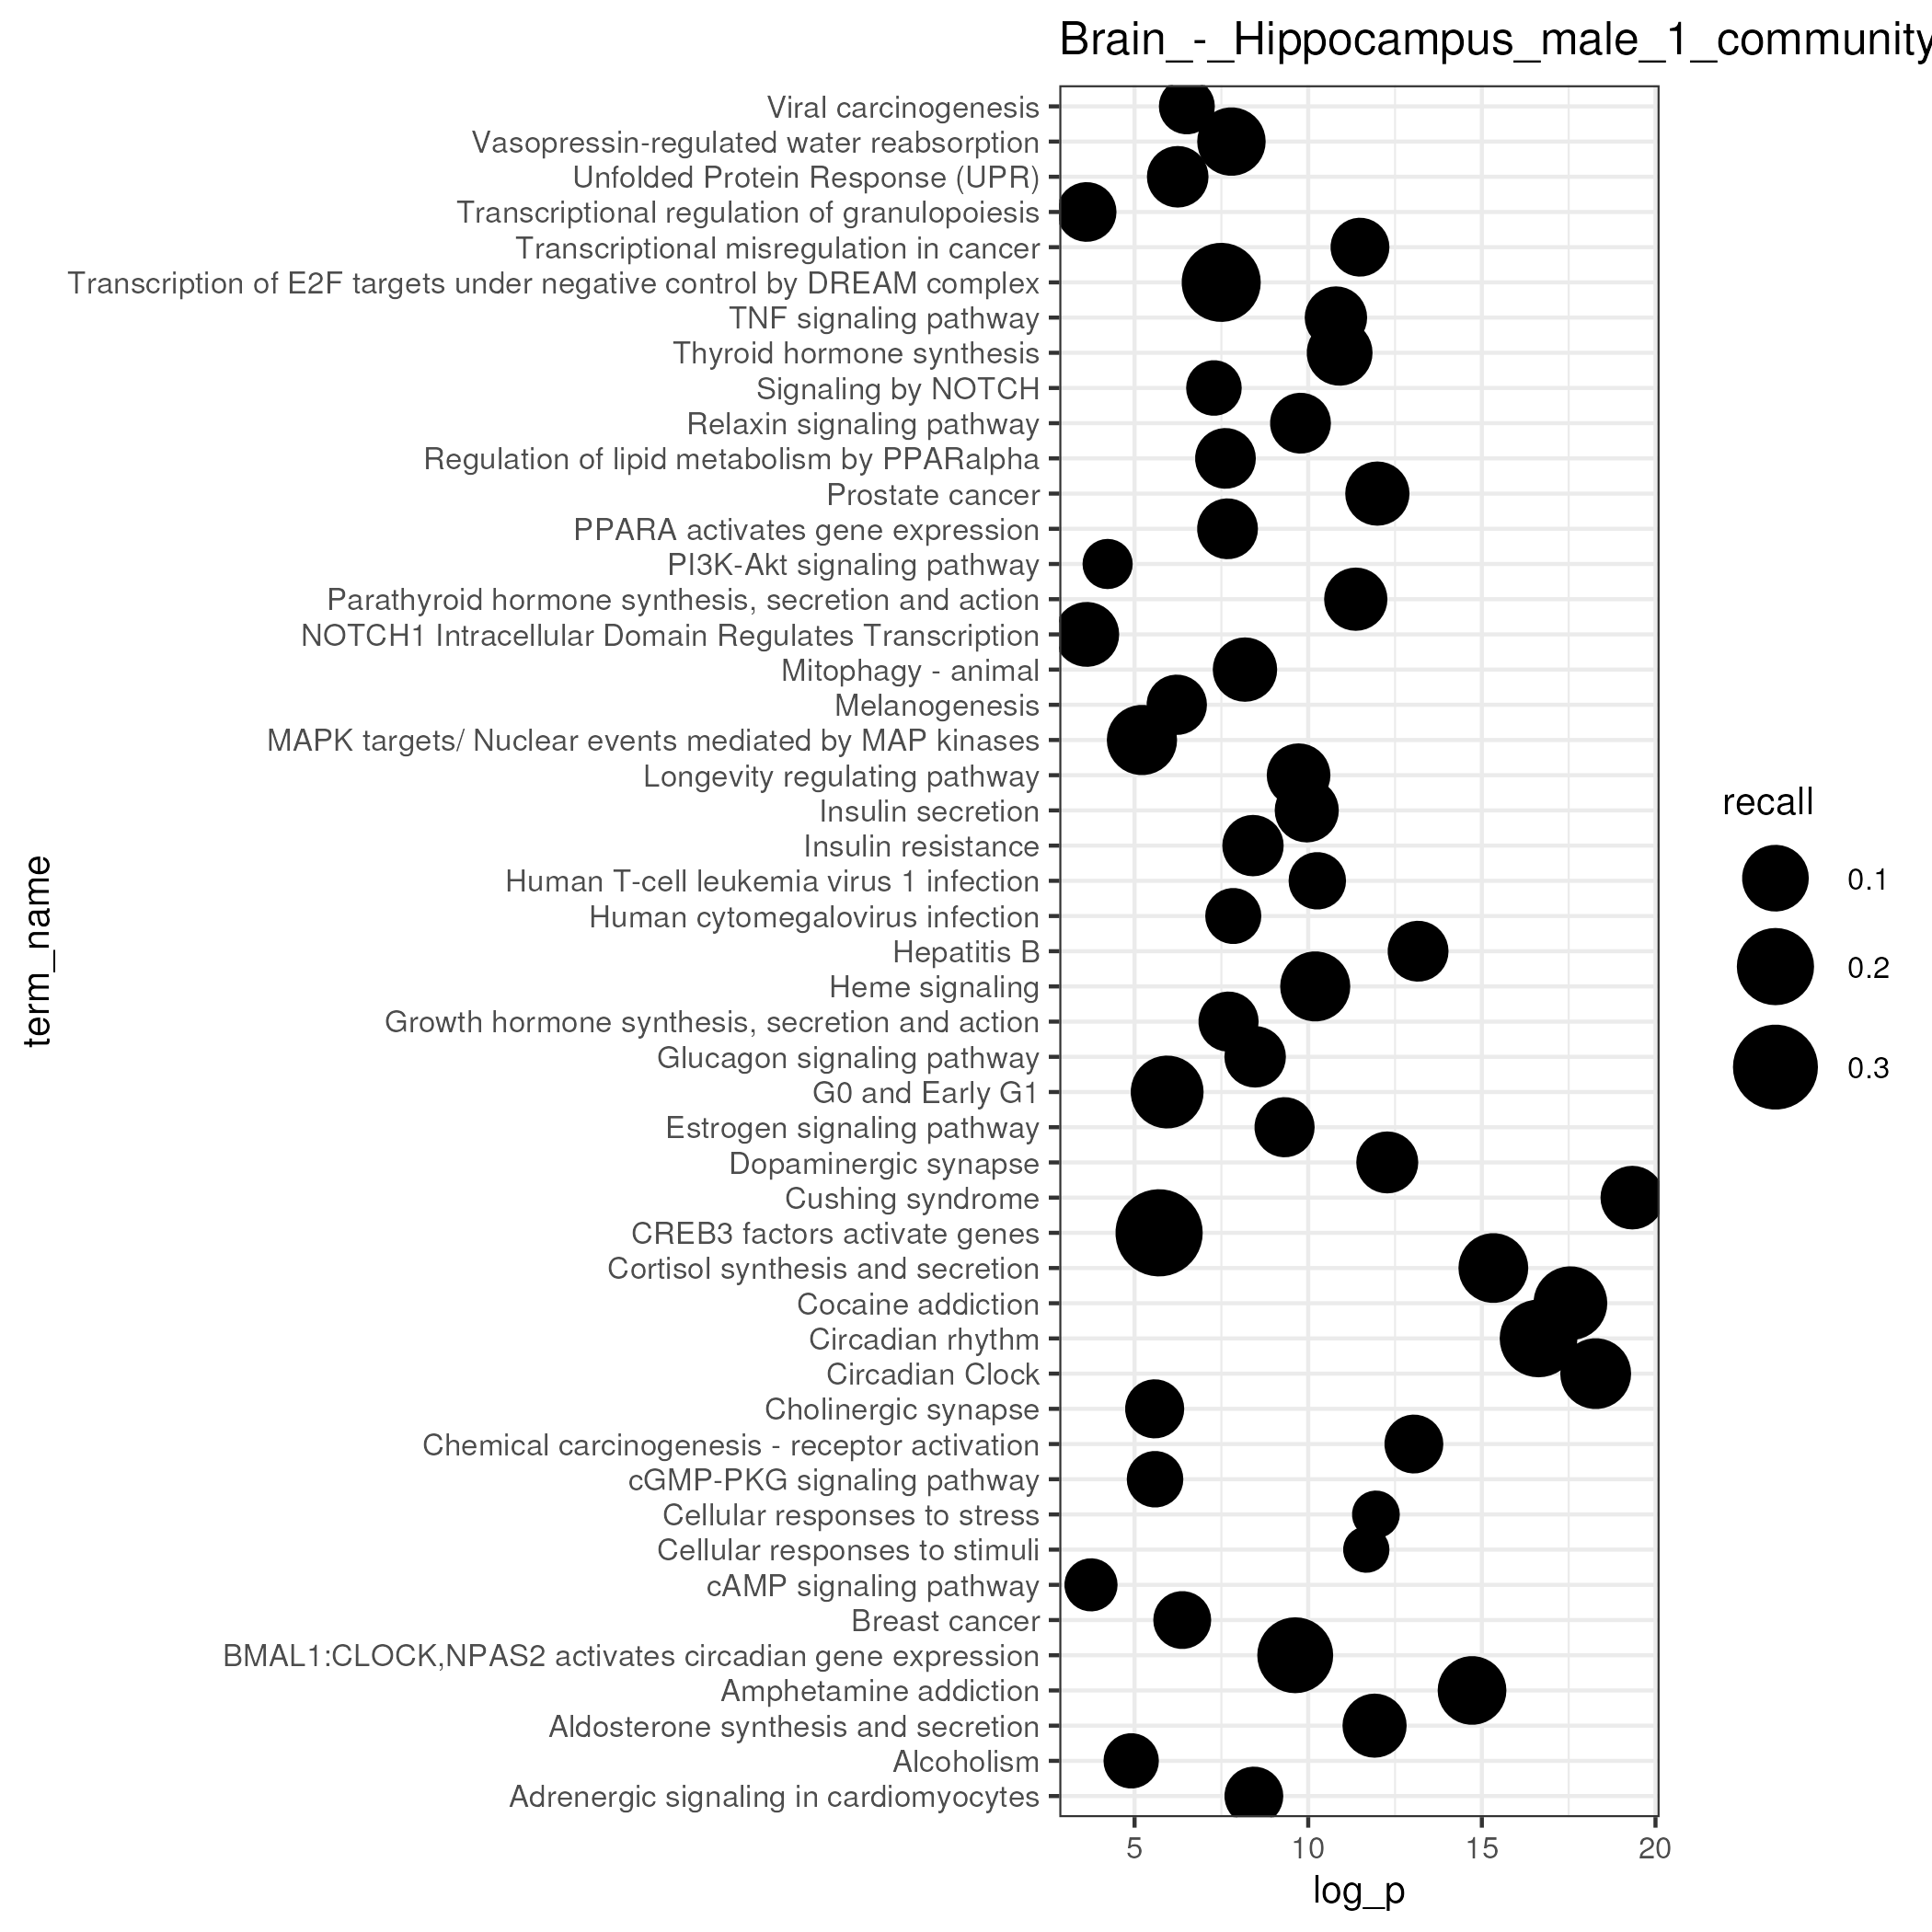 Brain_-_Hippocampus_male_1_community
Viral carcinogenesis
Vasopressin-regulated water reabsorption
Unfolded Protein Response (UPR)
Transcriptional regulation of granulopoiesis
Transcriptional misregulation in cancer
Transcription of E2F targets under negative control by DREAM complex
TNF signaling pathway
Thyroid hormone synthesis
Signaling by NOTCH
Relaxin signaling pathway
Regulation of lipid metabolism by PPARalpha
Prostate cancer
PPARA activates gene expression
PI3K-Akt signaling pathway
Parathyroid hormone synthesis, secretion and action
NOTCH1 Intracellular Domain Regulates Transcription
Mitophagy - animal
Melanogenesis
MAPK targets/ Nuclear events mediated by MAP kinases
Longevity regulating pathway
Insulin secretion
Insulin resistance
Human T-cell leukemia virus 1 infection
Human cytomegalovirus infection
Hepatitis B
Heme signaling
Growth hormone synthesis, secretion and action
Glucagon signaling pathway
G0 and Early G1
Estrogen signaling pathway
Dopaminergic synapse
Cushing syndrome
CREB3 factors activate genes
Cortisol synthesis and secretion
Cocaine addiction
Circadian rhythm
Circadian Clock
Cholinergic synapse
Chemical carcinogenesis - receptor activation
cGMP-PKG signaling pathway
Cellular responses to stress
Cellular responses to stimuli
cAMP signaling pathway
Breast cancer
BMAL1:CLOCK,NPAS2 activates circadian gene expression
Amphetamine addiction
Aldosterone synthesis and secretion
Alcoholism
Adrenergic signaling in cardiomyocytes
5 10 15 20
log_p
term_name
recall
0.1
0.2
0.3